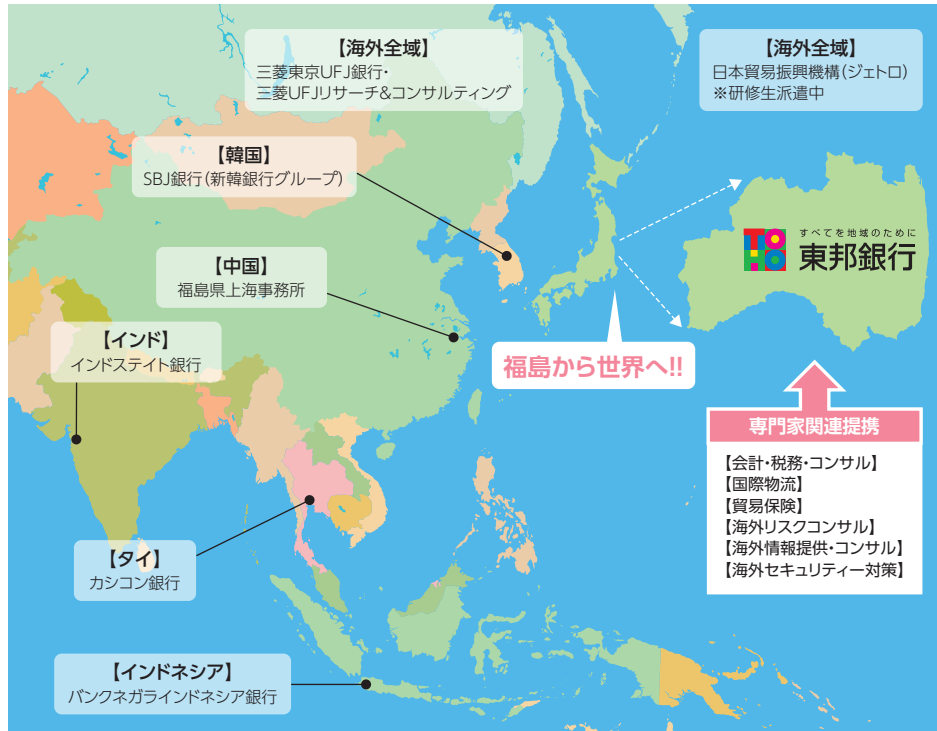 【海外全域】
三菱東京UFJ銀行・
三菱UFJリサーチ&コンサルティング
【海外全域】
日本貿易振興機構(ジェトロ)
※研修生派遣中
【韓国】
SBJ銀行(新韓銀行グループ)
【中国】
福島県上海事務所
【インド】
インドステイト銀行
【タイ】
カシコン銀行
【インドネシア】
バンクネガラインドネシア銀行
TOHO
すべてを地域のために
東邦銀行
福島から世界へ!!
専門家関連提携
【会計・税務・コンサル】
【国際物流】
【貿易保険】
【海外リスクコンサル】
【海外情報提供・コンサル】
【海外セキュリティー対策】